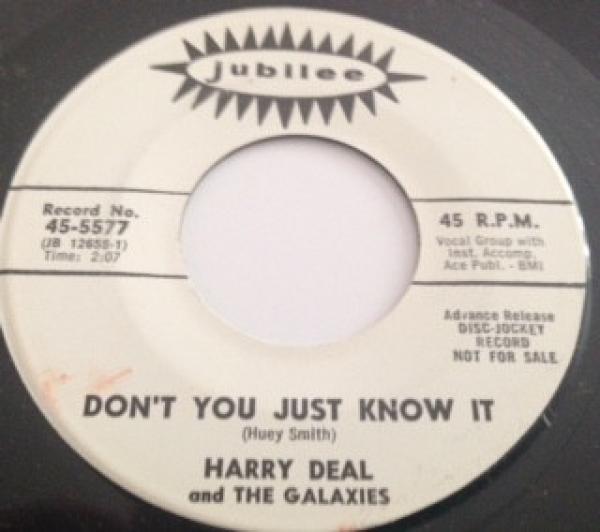 jubilee
Record No.
45-5577
(JB 12655-1)
Time: 2:07
45 R.P.M.
Vocal Group with
Inst. Accomp.
Ace Publ. - BMI
Advance Release
DISC-JOCKEY
RECORD
NOT FOR SALE
DON'T YOU JUST KNOW IT
(Huey Smith)
HARRY DEAL
and THE GALAXIES